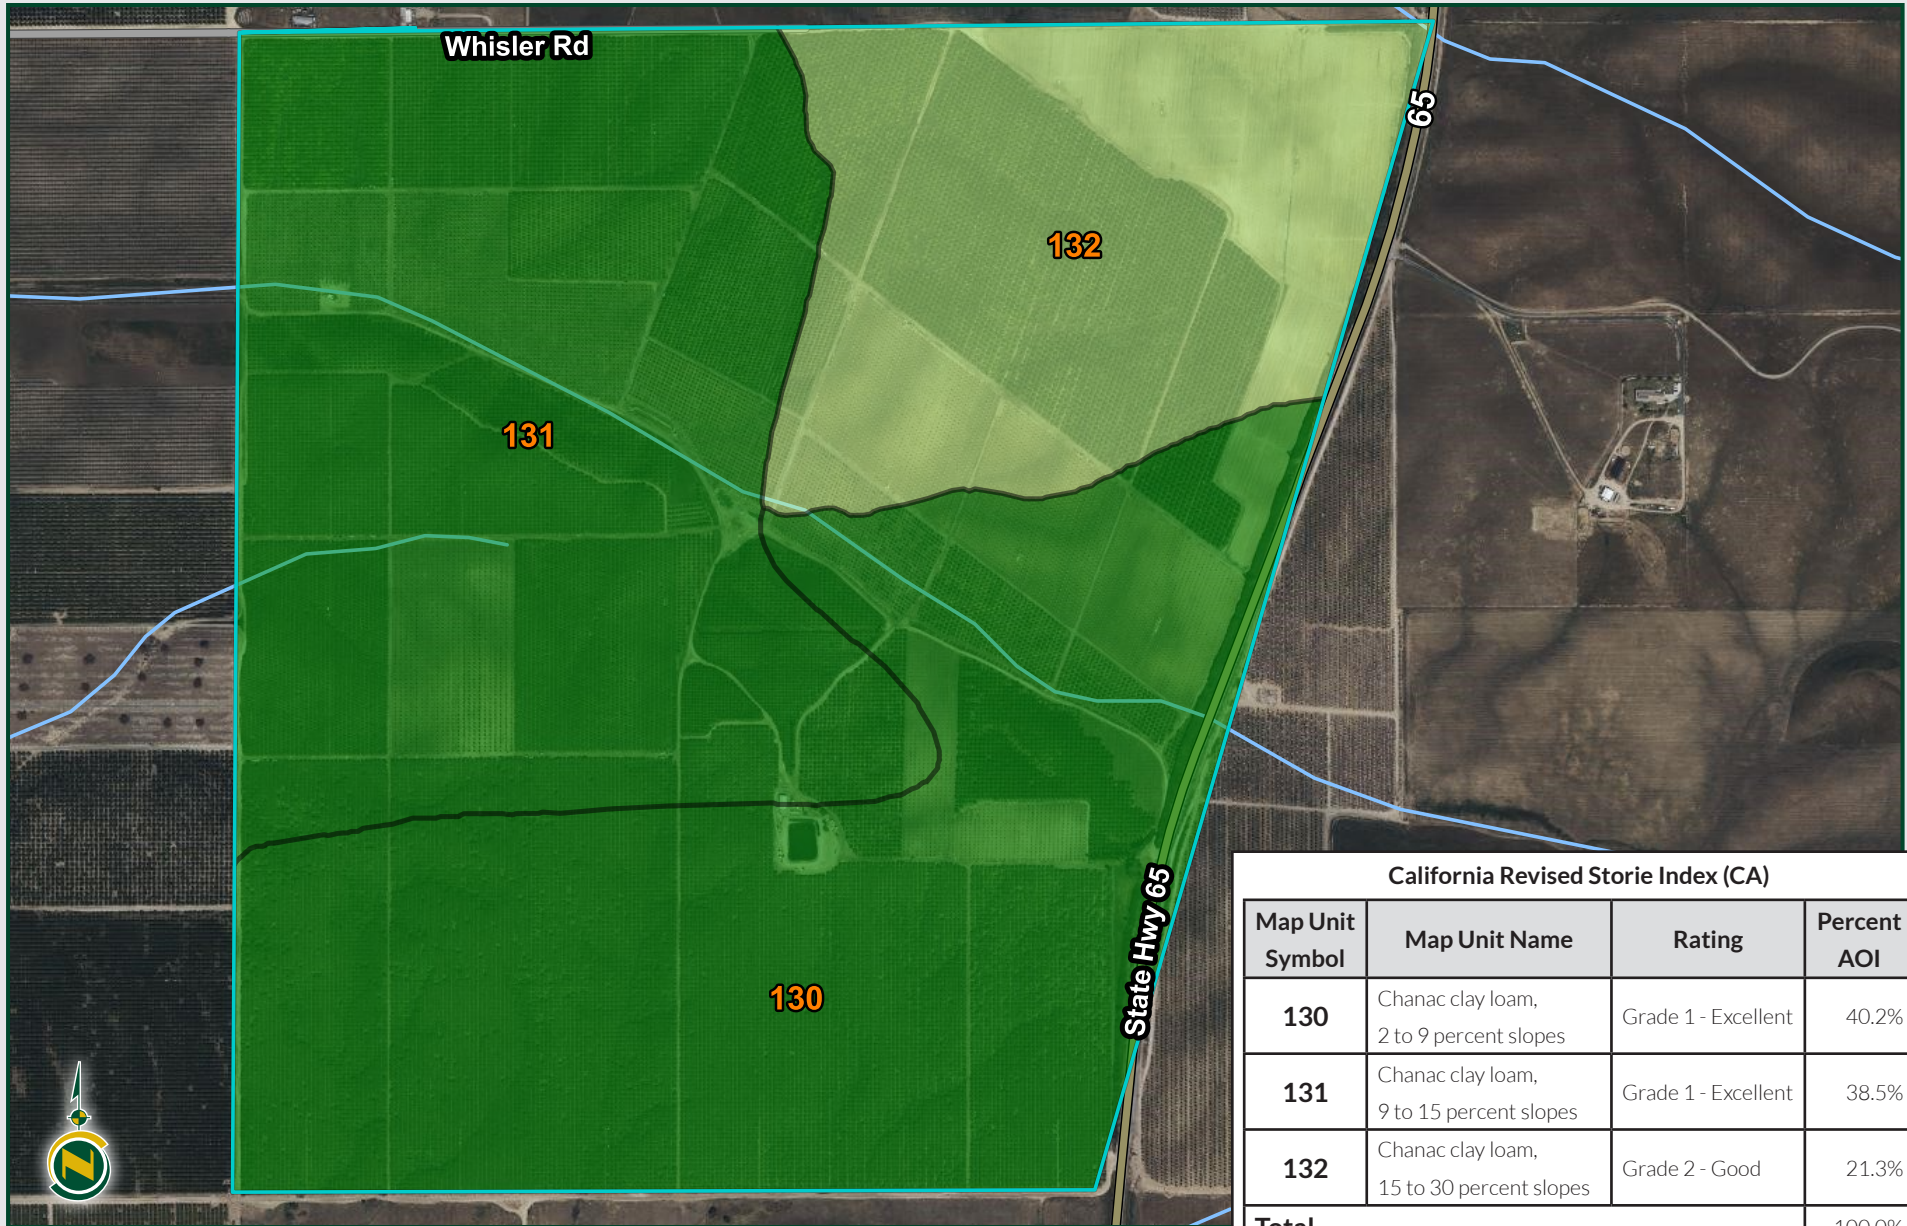 Whisler Rd
65
132
131
130
State Hwy 65
N
California Revised Storie Index (CA)
Map Unit Symbol
Map Unit Name
Rating
Percent AOI
130
Chanac clay loam,
2 to 9 percent slopes
Grade 1 - Excellent
40.2%
131
Chanac clay loam,
9 to 15 percent slopes
Grade 1 - Excellent
38.5%
132
Chanac clay loam,
15 to 30 percent slopes
Grade 2 - Good
21.3%
Total
100.0%